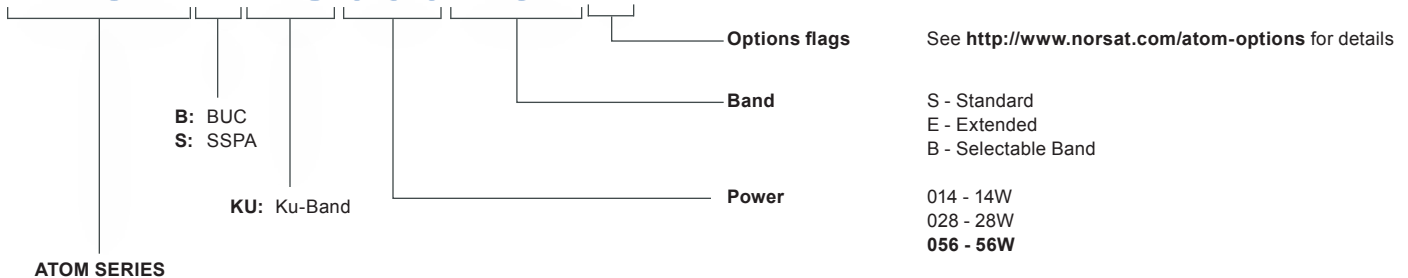 Options flags See http://www.norsat.com/atom-options for details
Band S - Standard
E - Extended
B - Selectable Band
B: BUC
S: SSPA
Power 014 - 14W
KU: Ku-Band
028 - 28W
056 - 56W
ATOM SERIES